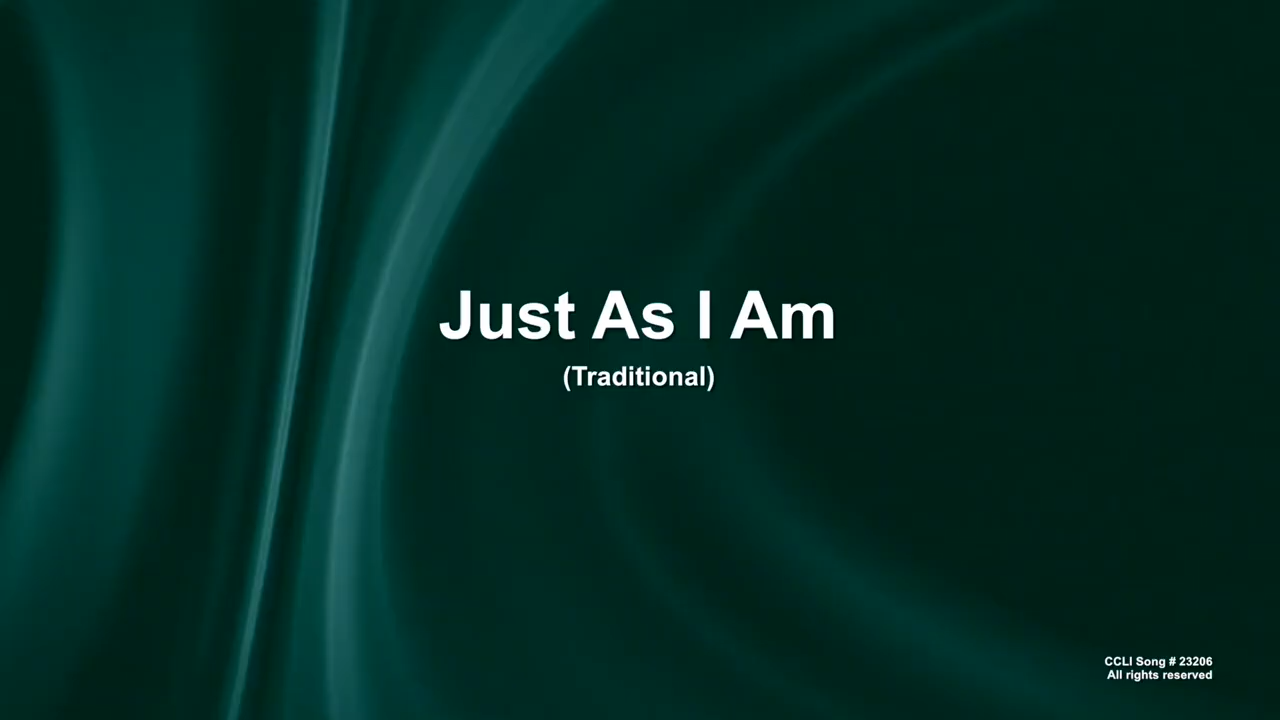 Just As I Am
(Traditional)
CCLI Song # 23206
All rights reserved